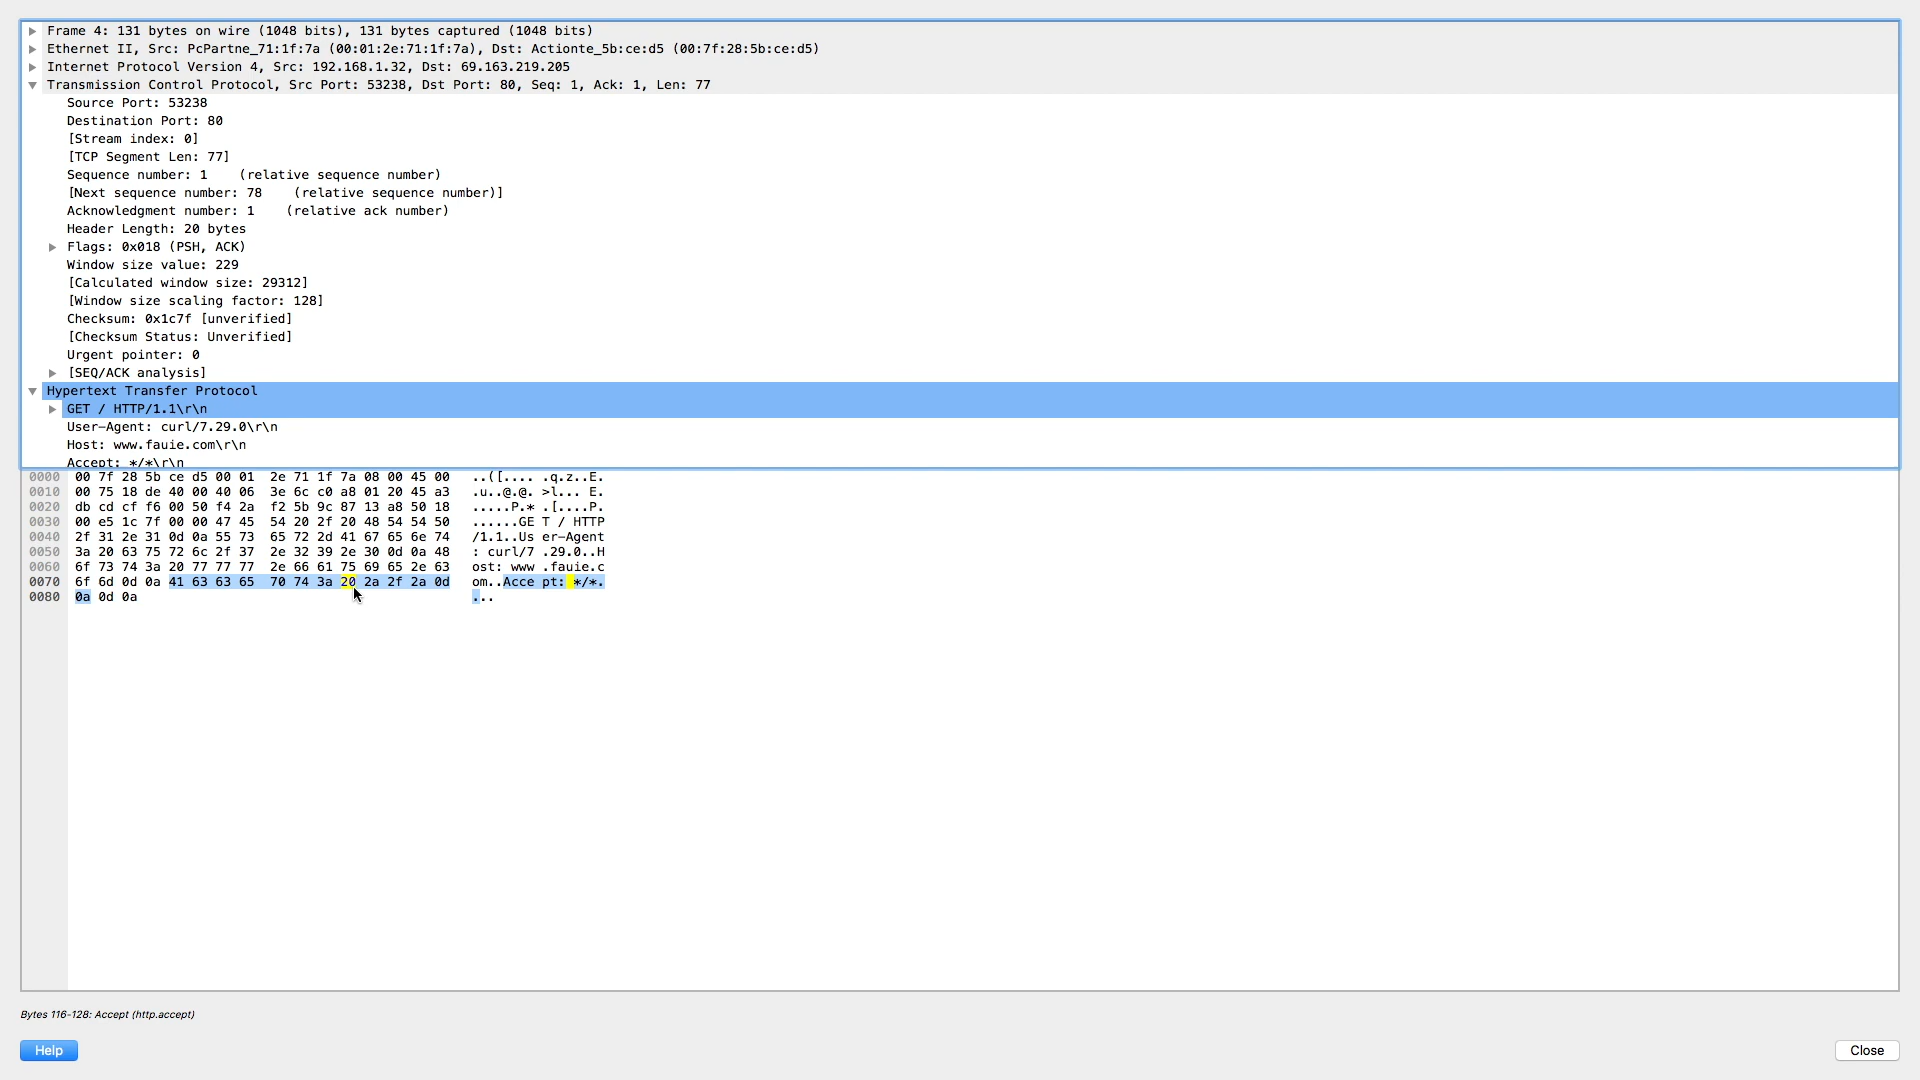 Frame 4: 131 bytes on wire (1048 bits), 131 bytes captured (1048 bits)
Ethernet II, Src: PcPartne_71:1f:7a (00:01:2e:71:1f:7a), Dst: Actionte_5b:ce:d5 (00:7f:28:5b:ce:d5)
Internet Protocol Version 4, Src: 192.168.1.32, Dst: 69.163.219.205
Transmission Control Protocol, Src Port: 53238, Dst Port: 80, Seq: 1, Ack: 1, Len: 77
Source Port: 53238
Destination Port: 80
[Stream index: 0]
[TCP Segment Len: 77]
Sequence number: 1    (relative sequence number)
[Next sequence number: 78    (relative sequence number)]
Acknowledgment number: 1    (relative ack number)
Header Length: 20 bytes
Flags: 0x018 (PSH, ACK)
Window size value: 229
[Calculated window size: 29312]
[Window size scaling factor: 128]
Checksum: 0x1c7f [unverified]
[Checksum Status: Unverified]
Urgent pointer: 0
[SEQ/ACK analysis]
Hypertext Transfer Protocol
GET / HTTP/1.1\r\n
User-Agent: curl/7.29.0\r\n
Host: www.fauie.com\r\n
Accept: */*\r\n
0000 00 7f 28 5b ce d5 00 01  2e 71 1f 7a 08 00 45 00 ..([.... .q.z..E.
0010 00 75 18 de 40 00 40 06  3e 6c c0 a8 01 20 45 a3 .u..@.@. >l... E.
0020 db cd cf f6 00 50 f4 2a  f2 5b 9c 87 13 a8 50 18 .....P.* .[....P.
0030 00 e5 1c 7f 00 00 47 45  54 20 2f 20 48 54 54 50 ......GE T / HTTP
0040 2f 31 2e 31 0d 0a 55 73  65 72 2d 41 67 65 6e 74 /1.1..Us er-Agent
0050 3a 20 63 75 72 6c 2f 37  2e 32 39 2e 30 0d 0a 48 : curl/7 .29.0..H
0060 6f 73 74 3a 20 77 77 77  2e 66 61 75 69 65 2e 63 ost: www .fauie.c
0070 6f 6d 0d 0a 41 63 63 65  70 74 3a 20 2a 2f 2a 0d om..Acce pt: */*.
0080 0a 0d 0a ...
Bytes 116-128: Accept (http.accept)
Help
Close